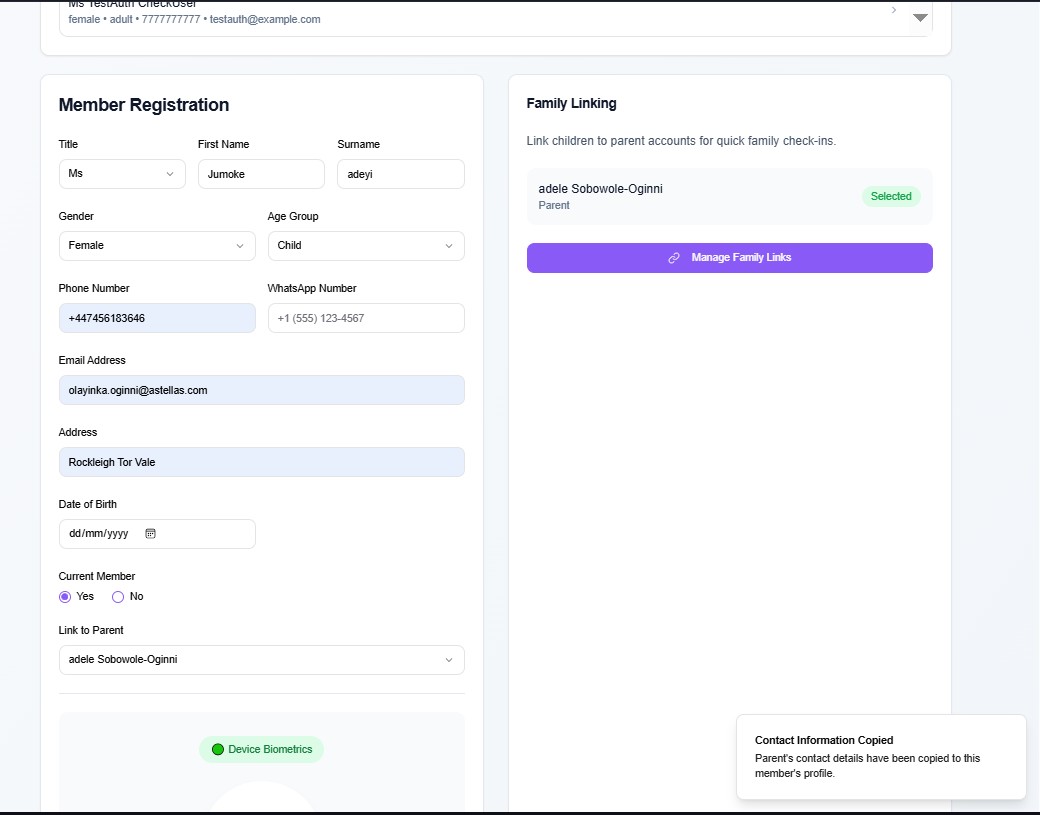 Ms TestAuth CheckUser
female • adult • 7777777777 • testauth@example.com
Member Registration
Title
First Name
Surname
Ms
Jumoke
adeyi
Gender
Age Group
Female
Child
Phone Number
WhatsApp Number
+447456183646
+1 (555) 123-4567
Email Address
olayinka.oginni@astellas.com
Address
Rockleigh Tor Vale
Date of Birth
dd/mm/yyyy
Current Member
Yes
No
Link to Parent
adele Sobowole-Oginni
Device Biometrics
Family Linking
Link children to parent accounts for quick family check-ins.
adele Sobowole-Oginni
Parent
Selected
Manage Family Links
Contact Information Copied
Parent's contact details have been copied to this
member's profile.